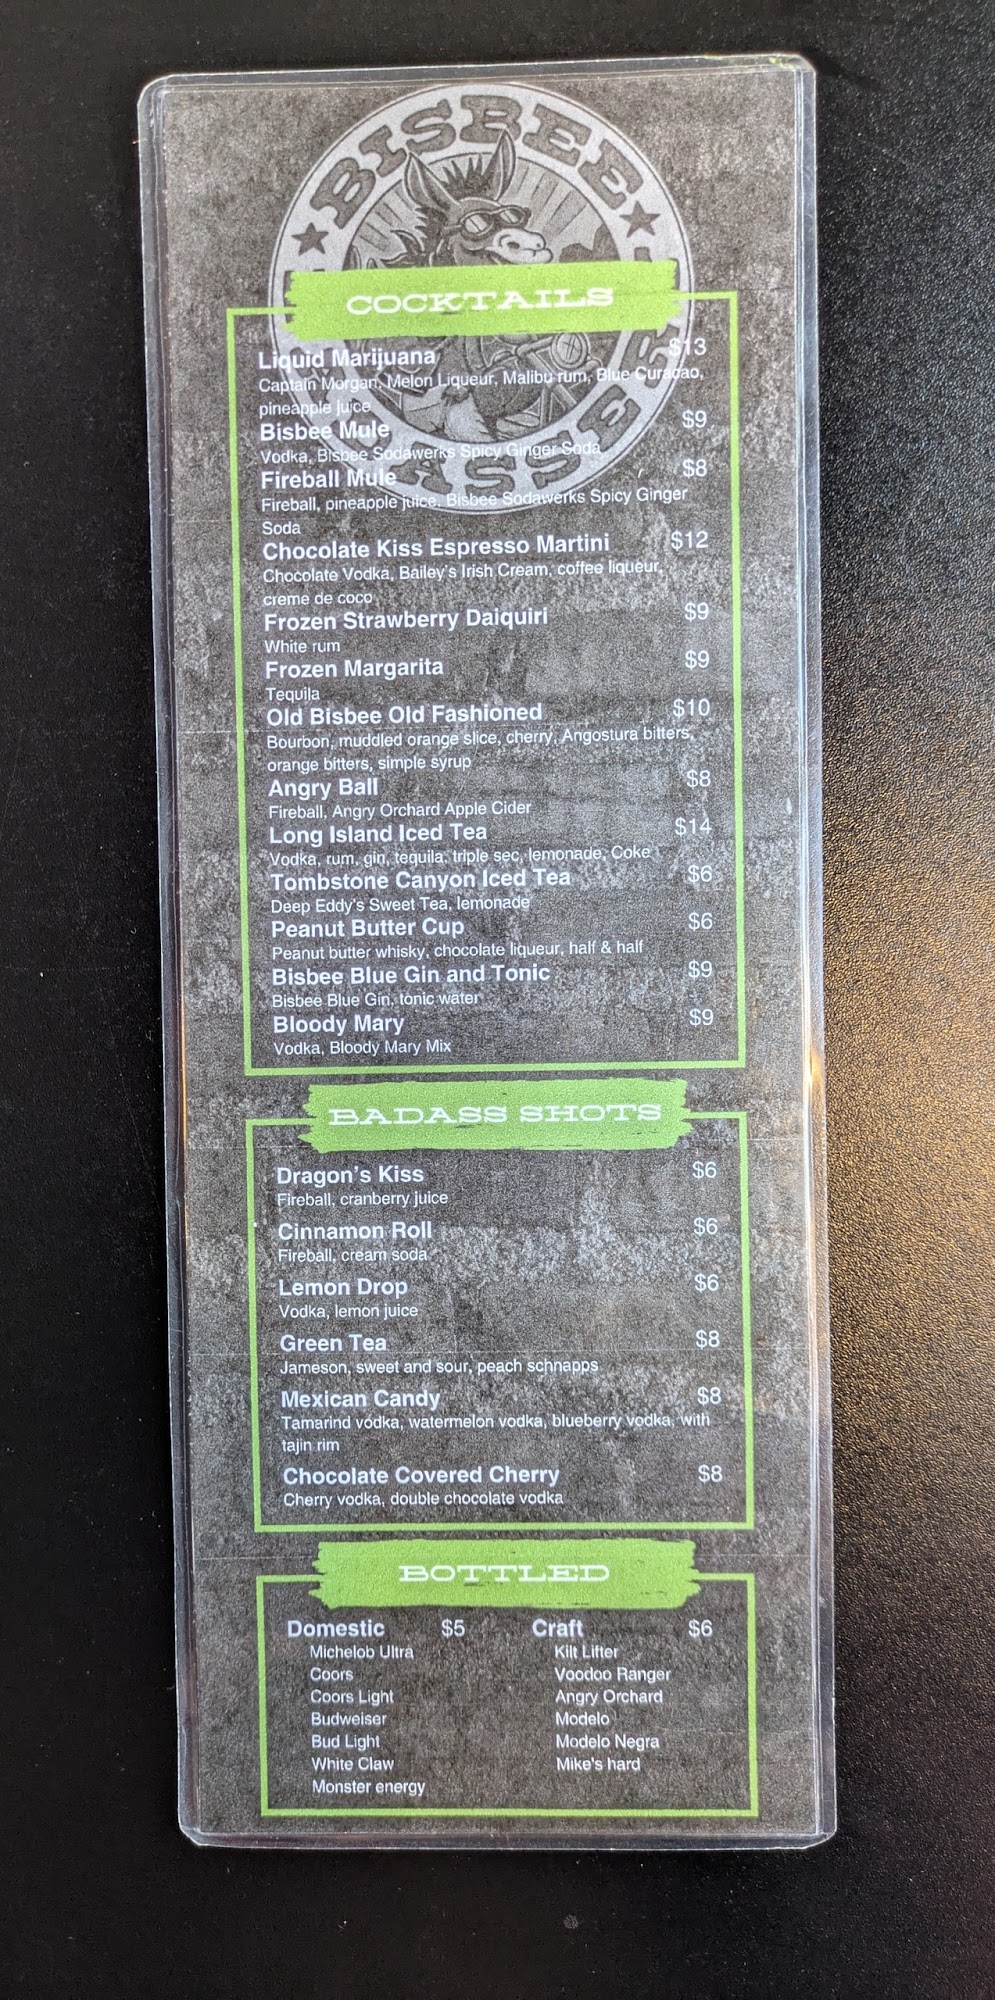 BISBEE
ASSES
COCKTAILS
Liquid Marijuana $13
Captain Morgan, Melon Liqueur, Malibu rum, Blue Curacao,
pineapple juice
Bisbee Mule $9
Vodka, Bisbee Sodawerks Spicy Ginger Soda
Fireball Mule $8
Fireball, pineapple juice, Bisbee Sodawerks Spicy Ginger
Soda
Chocolate Kiss Espresso Martini $12
Chocolate Vodka, Bailey's Irish Cream, coffee liqueur,
creme de coco
Frozen Strawberry Daiquiri $9
White rum
Frozen Margarita $9
Tequila
Old Bisbee Old Fashioned $10
Bourbon, muddled orange slice, cherry, Angostura bitters,
orange bitters, simple syrup
Angry Ball $8
Fireball, Angry Orchard Apple Cider
Long Island Iced Tea $14
Vodka, rum, gin, tequila, triple sec, lemonade, Coke
Tombstone Canyon Iced Tea $6
Deep Eddy's Sweet Tea, lemonade
Peanut Butter Cup $6
Peanut butter whisky, chocolate liqueur, half & half
Bisbee Blue Gin and Tonic $9
Bisbee Blue Gin, tonic water
Bloody Mary $9
Vodka, Bloody Mary Mix
BADASS SHOTS
Dragon's Kiss $6
Fireball, cranberry juice
Cinnamon Roll $6
Fireball, cream soda
Lemon Drop $6
Vodka, lemon juice
Green Tea $8
Jameson, sweet and sour, peach schnapps
Mexican Candy $8
Tamarind vodka, watermelon vodka, blueberry vodka, with
tajin rim
Chocolate Covered Cherry $8
Cherry vodka, double chocolate vodka
BOTTLED
Domestic $5
Michelob Ultra
Coors
Coors Light
Budweiser
Bud Light
White Claw
Monster energy
Craft $6
Kilt Lifter
Voodoo Ranger
Angry Orchard
Modelo
Modelo Negra
Mike's hard